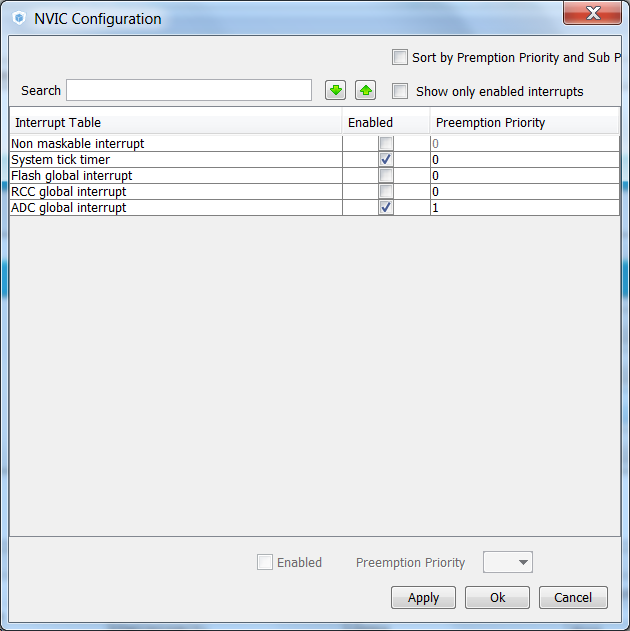 NVIC Configuration
Sort by Premption Priority and Sub P
Search
Show only enabled interrupts
Interrupt Table Enabled Preemption Priority
Non maskable interrupt 0
System tick timer 0
Flash global interrupt 0
RCC global interrupt 0
ADC global interrupt 1
Enabled Preemption Priority
Apply Ok Cancel